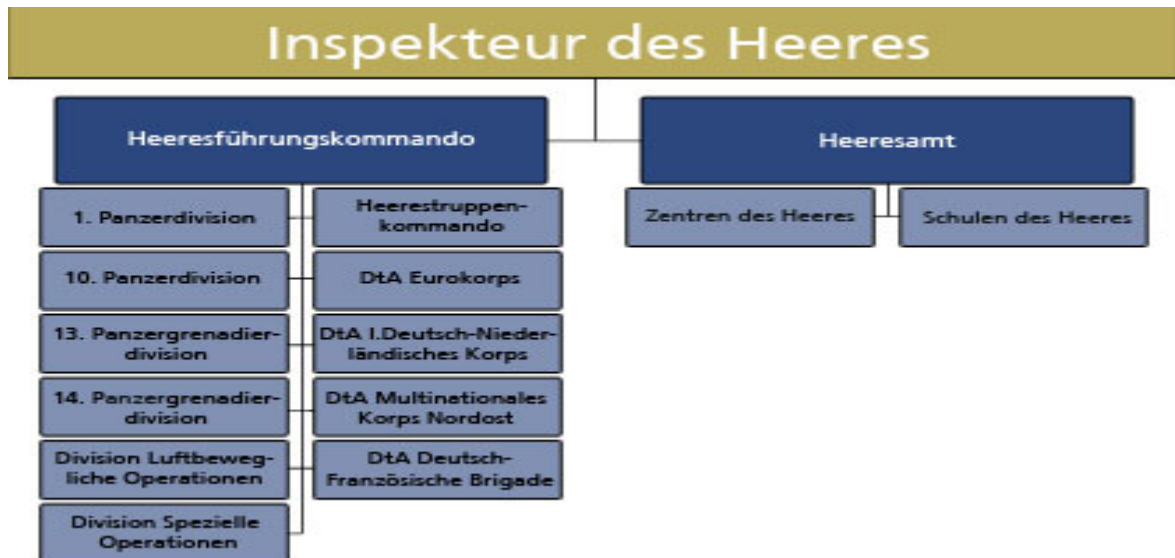 Inspekteur des Heeres
Heeresführungskommando
Heeresamt
1. Panzerdivision
Heerestruppen-
kommando
Zentren des Heeres
Schulen des Heeres
10. Panzerdivision
DtA Eurokorps
13. Panzergrenadier-
division
DtA I.Deutsch-Nieder-
ländisches Korps
14. Panzergrenadier-
division
DtA Multinationales
Korps Nordost
Division Luftbeweg-
liche Operationen
DtA Deutsch-
Französische Brigade
Division Spezielle
Operationen